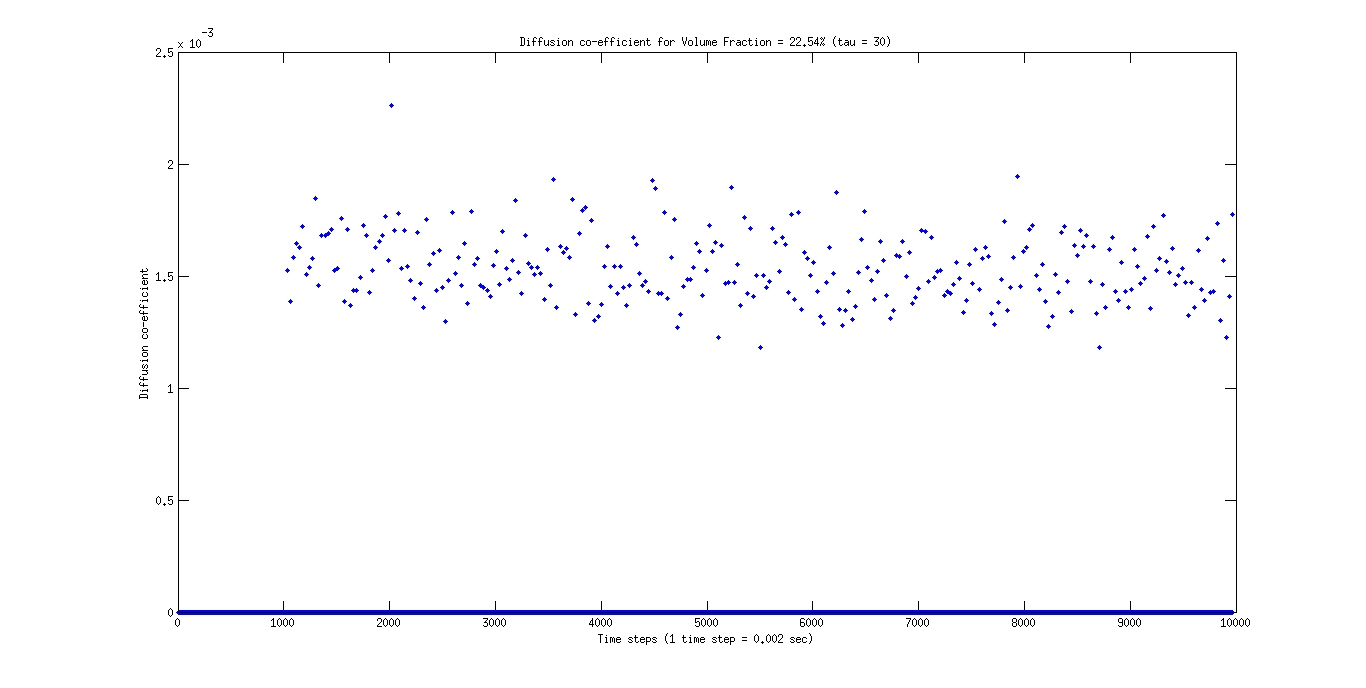 x 10^-3
Diffusion co-efficient for Volume Fraction = 22.54% (tau = 30)
2.5
2
1.5
1
0.5
0
Diffusion co-efficient
0 1000 2000 3000 4000 5000 6000 7000 8000 9000 10000
Time steps (1 time step = 0.002 sec)